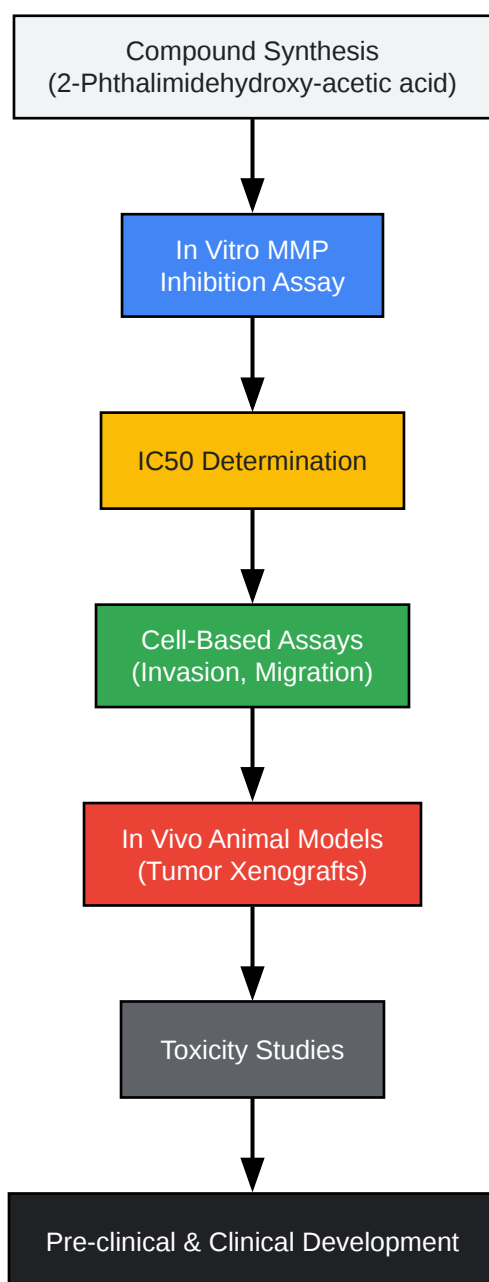 Compound Synthesis
(2-Phthalimidehydroxy-acetic acid)
In Vitro MMP
Inhibition Assay
IC50 Determination
Cell-Based Assays
(Invasion, Migration)
In Vivo Animal Models
(Tumor Xenografts)
Toxicity Studies
Pre-clinical & Clinical Development